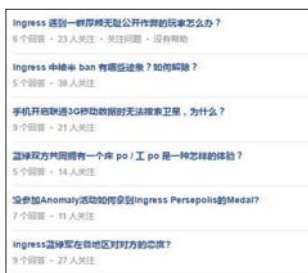 Ingress 遇到一群厚颜无耻公开作弊的玩家怎么办?
6 个回答 • 23 人关注 • 关注问题 • 没有帮助
Ingress 中被半 ban 有哪些迹象?如何解除?
5 个回答 • 38 人关注
手机开启联通3G移动数据时无法搜索卫星,为什么?
9 个回答 • 21 人关注
蓝绿双方共同拥有一个床 po / 工 po 是一种怎样的体验?
5 个回答 • 14 人关注
没参加Anomaly活动如何拿到Ingress Persepolis的Medal?
7 个回答 • 11 人关注
ingress蓝绿军在各地区对对方的态度?
9 个回答 • 27 人关注